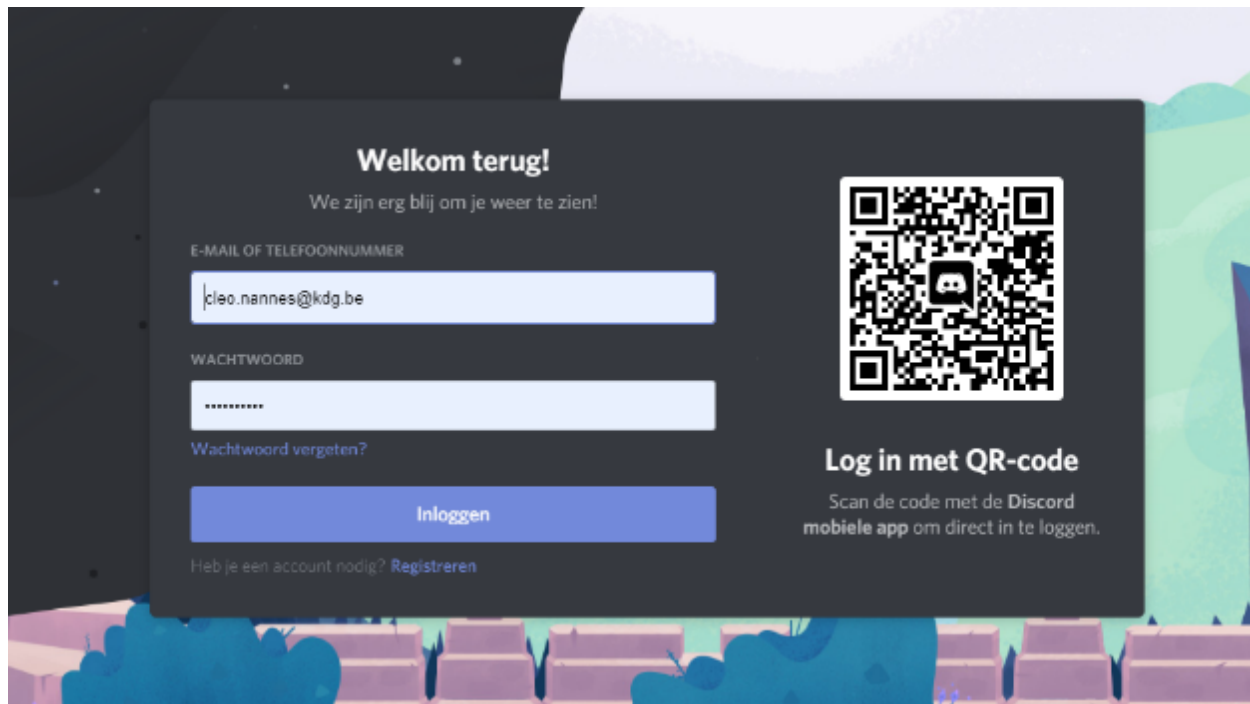 Welkom terug!
We zijn erg blij om je weer te zien!
E-MAIL OF TELEFOONNUMMER
cleo.nannes@kdg.be
WACHTWOORD
••••••••••
Wachtwoord vergeten?
Inloggen
Heb je een account nodig? Registreren
Log in met QR-code
Scan de code met de Discord
mobiele app om direct in te loggen.